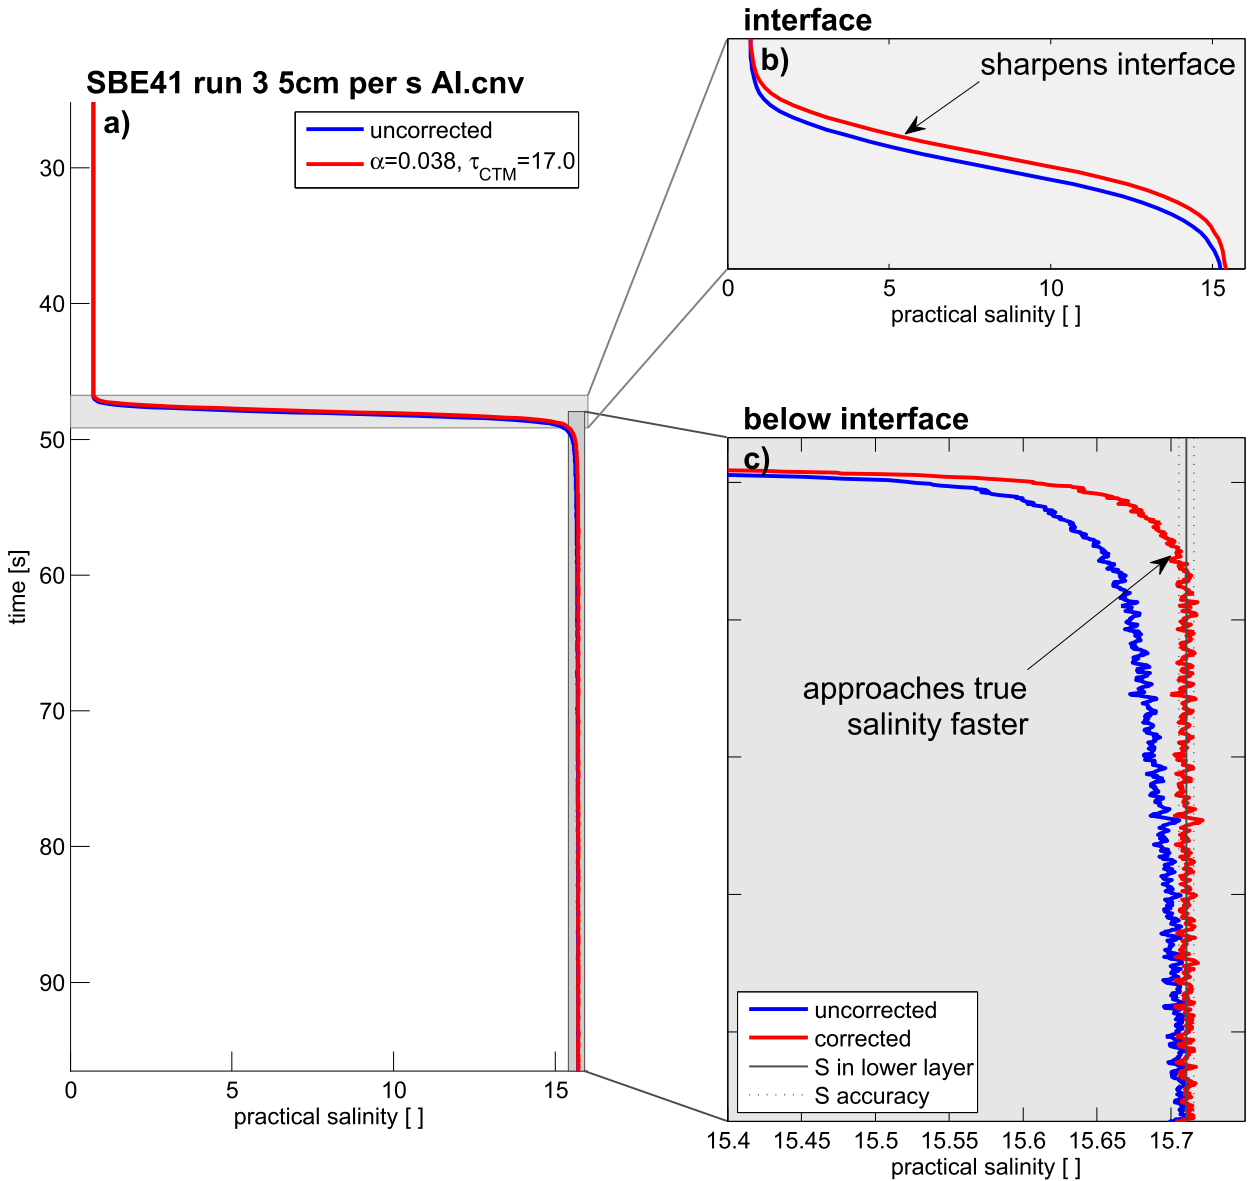 SBE41 run 3 5cm per s AI.cnv
a)
uncorrected
α=0.038, τCTM=17.0
30
40
50
60
70
80
90
time [s]
0 5 10 15
practical salinity [ ]
interface
b)
sharpens interface
0 5 10 15
practical salinity [ ]
below interface
c)
approaches true
salinity faster
uncorrected
corrected
S in lower layer
S accuracy
15.4 15.45 15.5 15.55 15.6 15.65 15.7
practical salinity [ ]